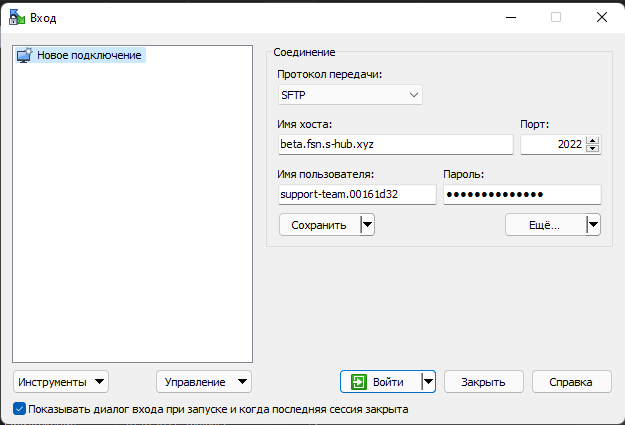 Вход
Новое подключение
Соединение
Протокол передачи:
SFTP
Имя хоста:
Порт:
beta.fsn.s-hub.xyz
2022
Имя пользователя:
Пароль:
support-team.00161d32
●●●●●●●●●●●●●●
Сохранить
Ещё...
Инструменты
Управление
Войти
Закрыть
Справка
Показывать диалог входа при запуске и когда последняя сессия закрыта